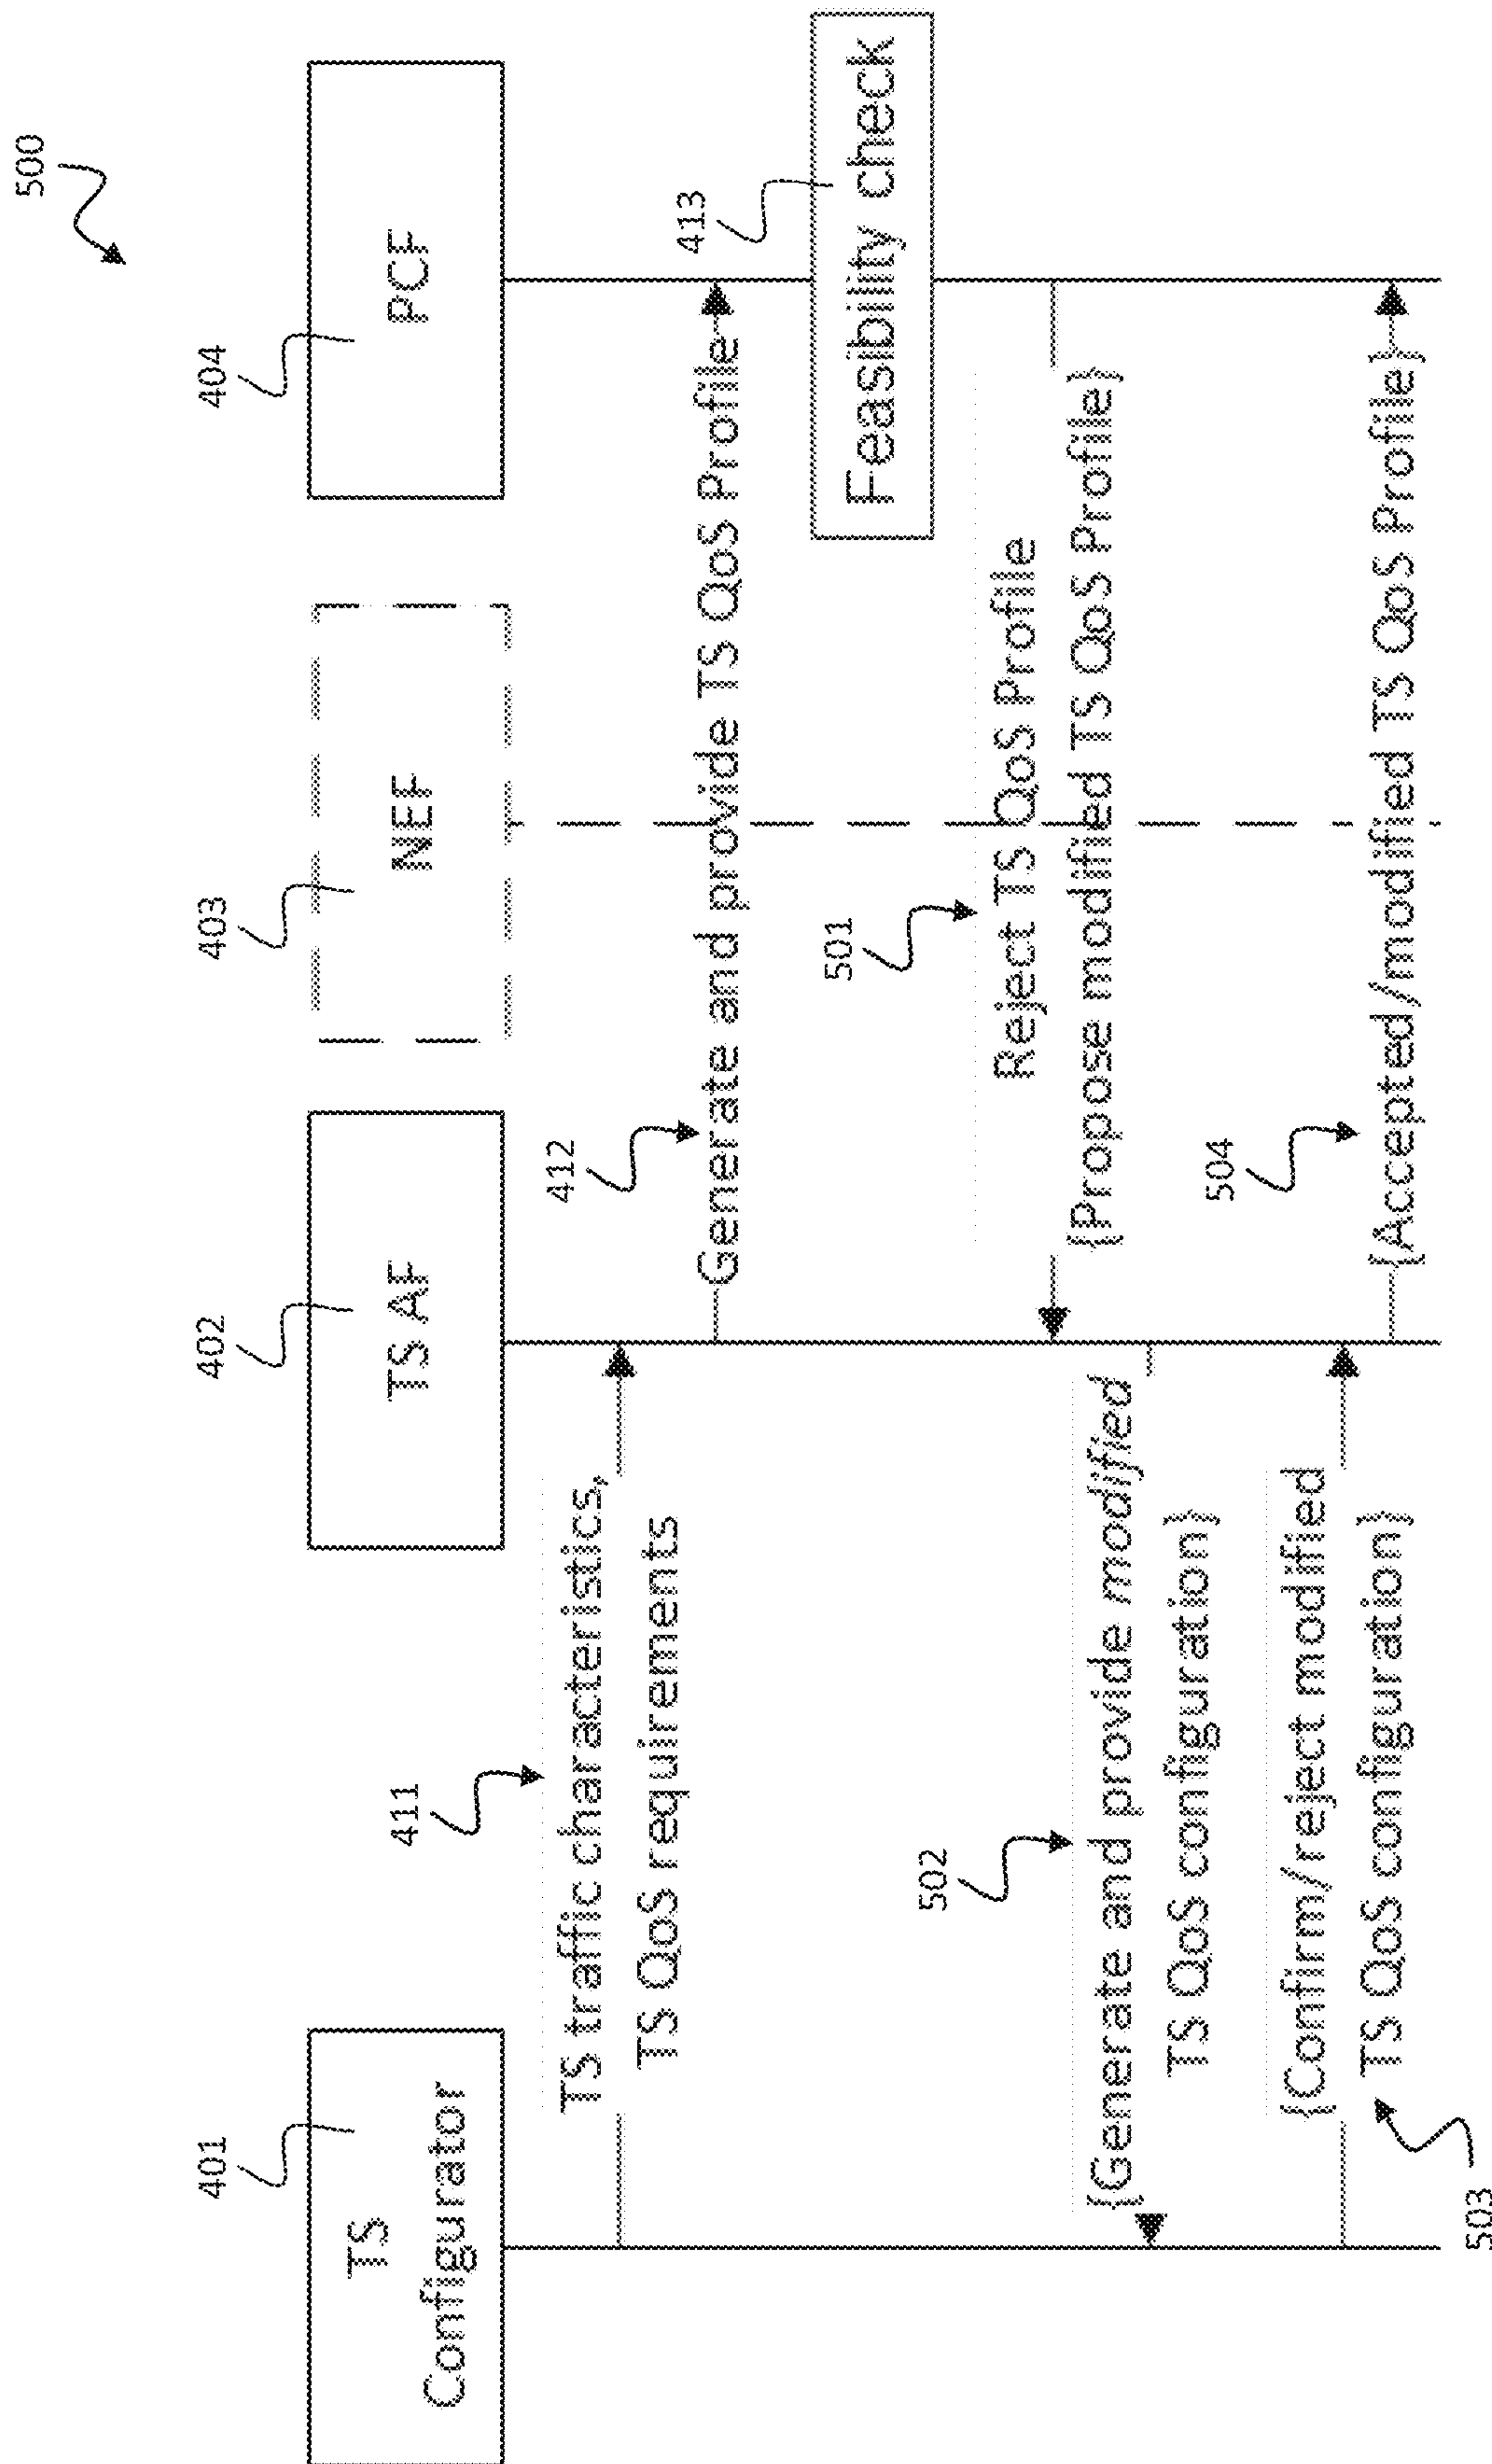 500
401
402
403
404
TS
Configurator
TS AF
NEF
PCF
411
TS traffic characteristics,
TS QoS requirements
412
Generate and provide TS QoS Profile
413
Feasibility check
501
Reject TS QoS Profile
{Propose modified TS QoS Profile}
502
{Generate and provide modified
TS QoS configuration}
{Confirm/reject modified
TS QoS configuration}
503
504
{Accepted/modified TS QoS Profile}